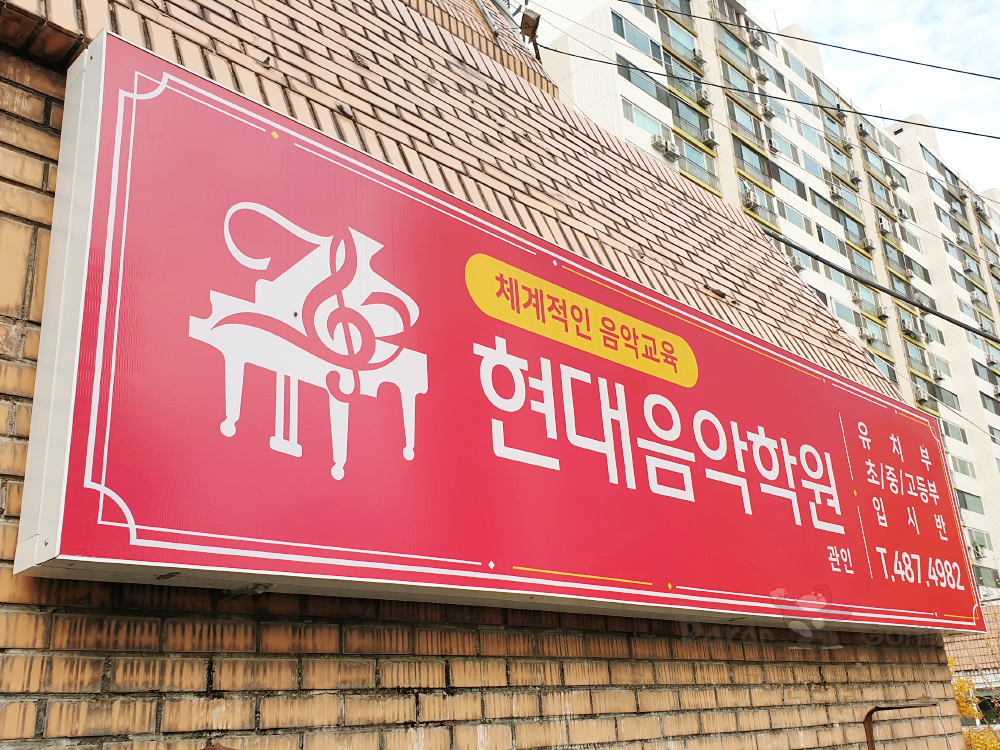 체계적인 음악교육
현대음악학원
관인
유치부
초/중/고등부
입시반
T.487.4982